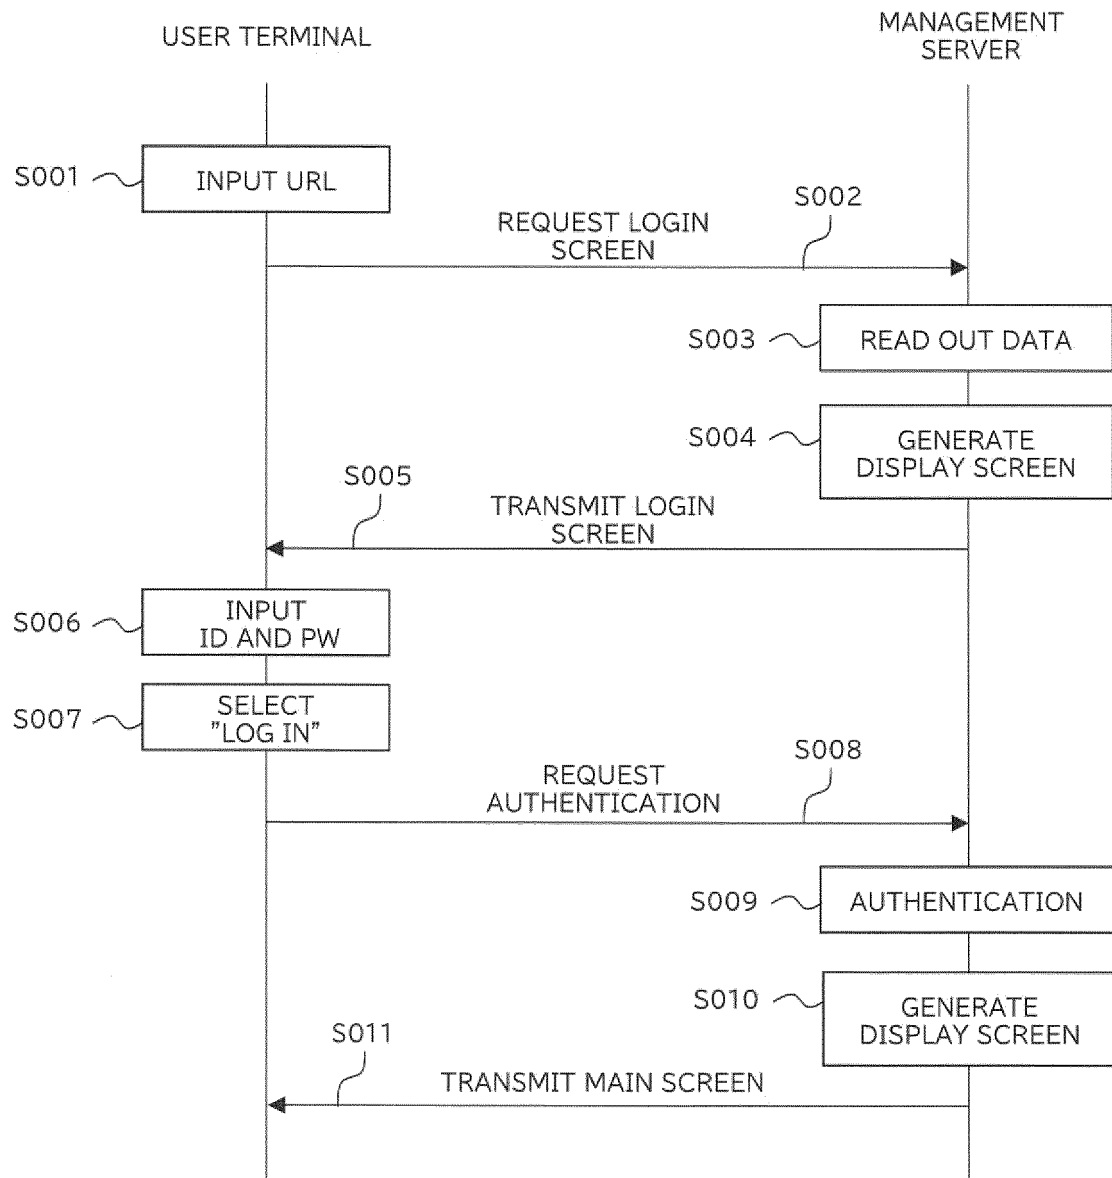 USER TERMINAL
MANAGEMENT
SERVER
S001
INPUT URL
S002
REQUEST LOGIN
SCREEN
S003
READ OUT DATA
S004
GENERATE
DISPLAY SCREEN
S005
TRANSMIT LOGIN
SCREEN
S006
INPUT
ID AND PW
S007
SELECT
"LOG IN"
S008
REQUEST
AUTHENTICATION
S009
AUTHENTICATION
S010
GENERATE
DISPLAY SCREEN
S011
TRANSMIT MAIN SCREEN